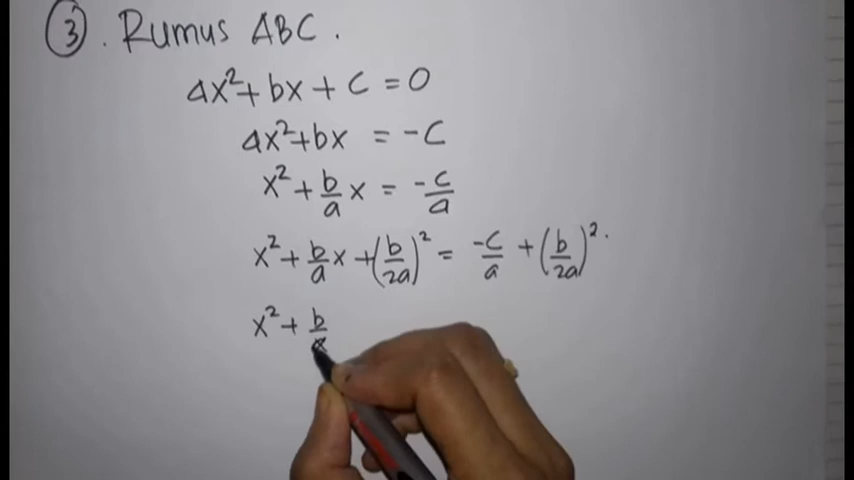 ③. Rumus ABC.
ax² + bx + c = 0
ax² + bx = -c
x² + b/a x = -c/a
x² + b/a x + (b/2a)² = -c/a + (b/2a)².
x² + b/a